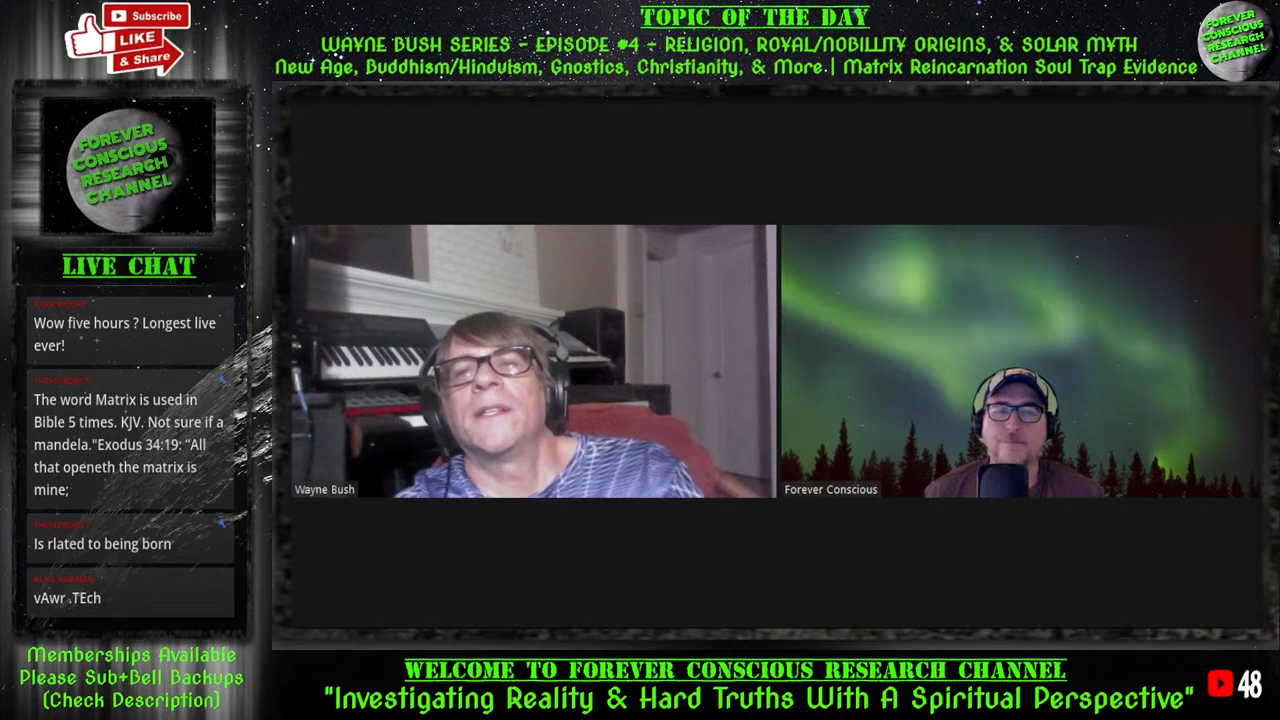 Subscribe
LIKE
& Share
TOPIC OF THE DAY
WAYNE BUSH SERIES - EPISODE #4 - RELIGION, ROYAL/NOBILLITY ORIGINS, & SOLAR MYTH
New Age, Buddhism/Hinduism, Gnostics, Christianity, & More | Matrix Reincarnation Soul Trap Evidence
FOREVER
CONSCIOUS
RESEARCH
CHANNEL
FOREVER
CONSCIOUS
RESEARCH
CHANNEL
LIVE CHAT
Wow five hours ? Longest live
ever!
The word Matrix is used in
Bible 5 times. KJV. Not sure if a
mandela."Exodus 34:19: “All
that openeth the matrix is
mine;
Is rlated to being born
vAwr .TEch
Wayne Bush
Forever Conscious
Memberships Available
Please Sub+Bell Backups
(Check Description)
WELCOME TO FOREVER CONSCIOUS RESEARCH CHANNEL
"Investigating Reality & Hard Truths With A Spiritual Perspective"
48